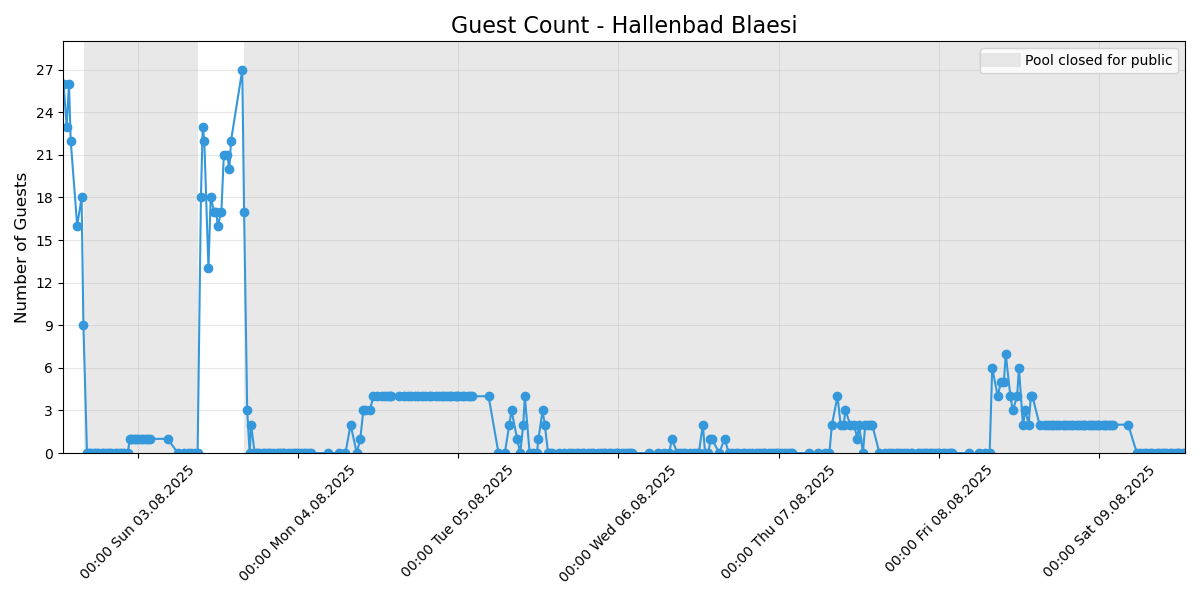 Guest Count - Hallenbad Blaesi
Pool closed for public
Number of Guests
27
24
21
18
15
12
9
6
3
0
00:00 Sun 03.08.2025
00:00 Mon 04.08.2025
00:00 Tue 05.08.2025
00:00 Wed 06.08.2025
00:00 Thu 07.08.2025
00:00 Fri 08.08.2025
00:00 Sat 09.08.2025